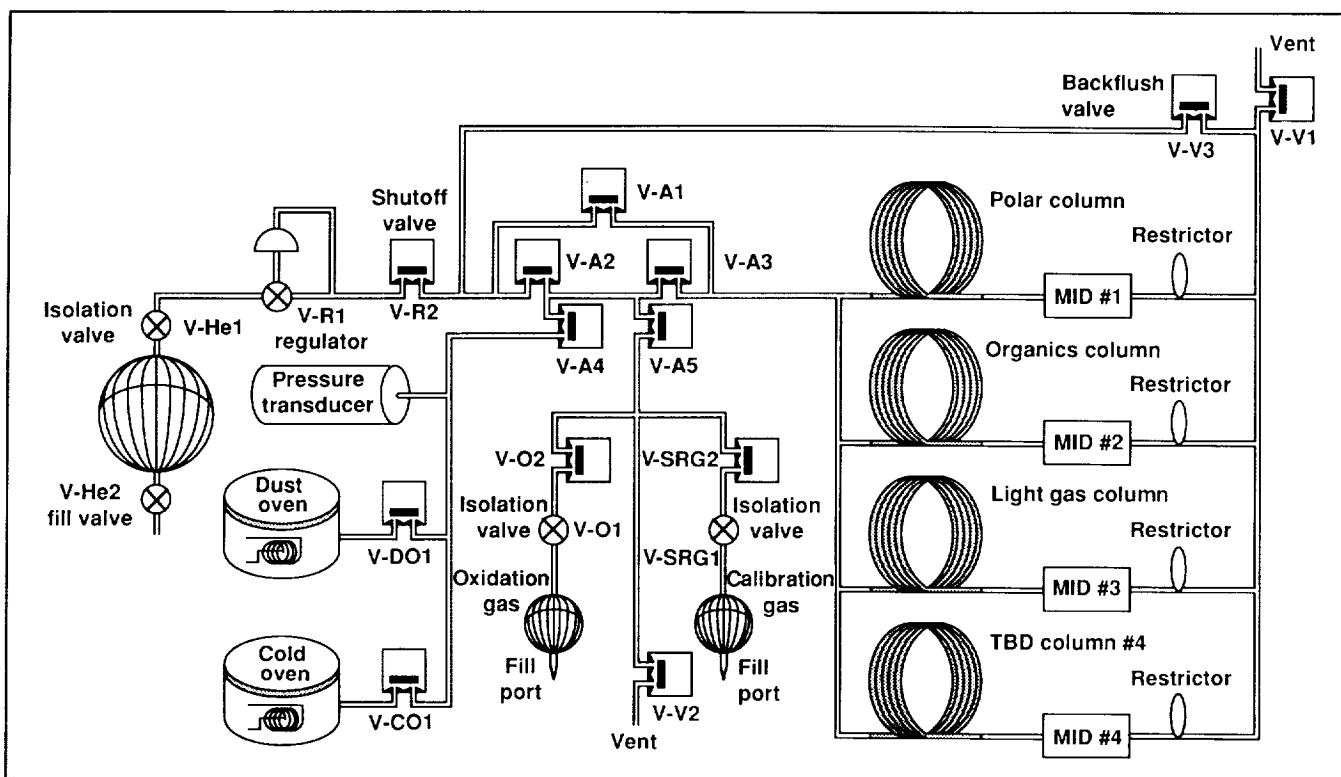 Vent
Backflush
valve
V-V1
V-V3
V-A1
Shutoff
valve
Polar column
Restrictor
V-A2
V-A3
MID #1
Isolation
valve
V-He1
V-R1
regulator
V-R2
V-A4
V-A5
Organics column
Restrictor
Pressure
transducer
MID #2
V-O2
V-SRG2
Light gas column
V-He2
fill valve
Dust
oven
Isolation
valve
V-O1
Isolation
valve
Restrictor
V-DO1
V-SRG1
Oxidation
gas
Calibration
gas
MID #3
Cold
oven
TBD column #4
Fill
port
Fill
port
Restrictor
V-CO1
V-V2
Vent
MID #4